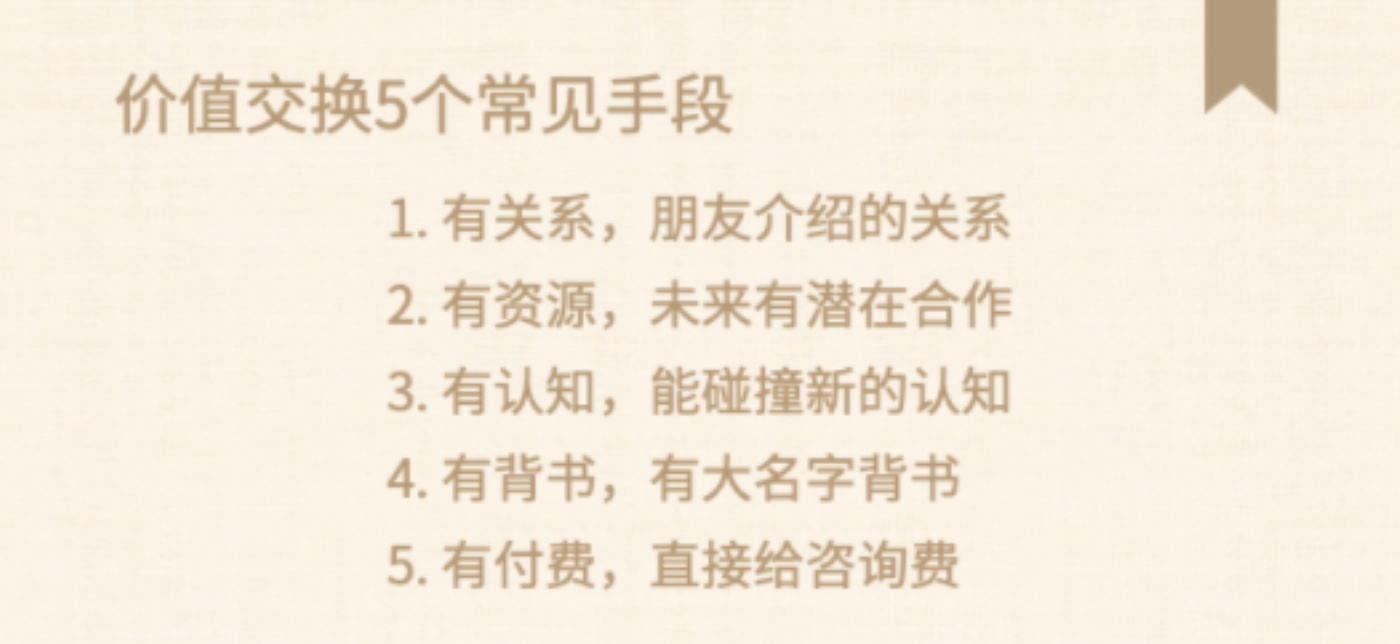 价值交换5个常见手段
1. 有关系，朋友介绍的关系
2. 有资源，未来有潜在合作
3. 有认知，能碰撞新的认知
4. 有背书，有大名字背书
5. 有付费，直接给咨询费